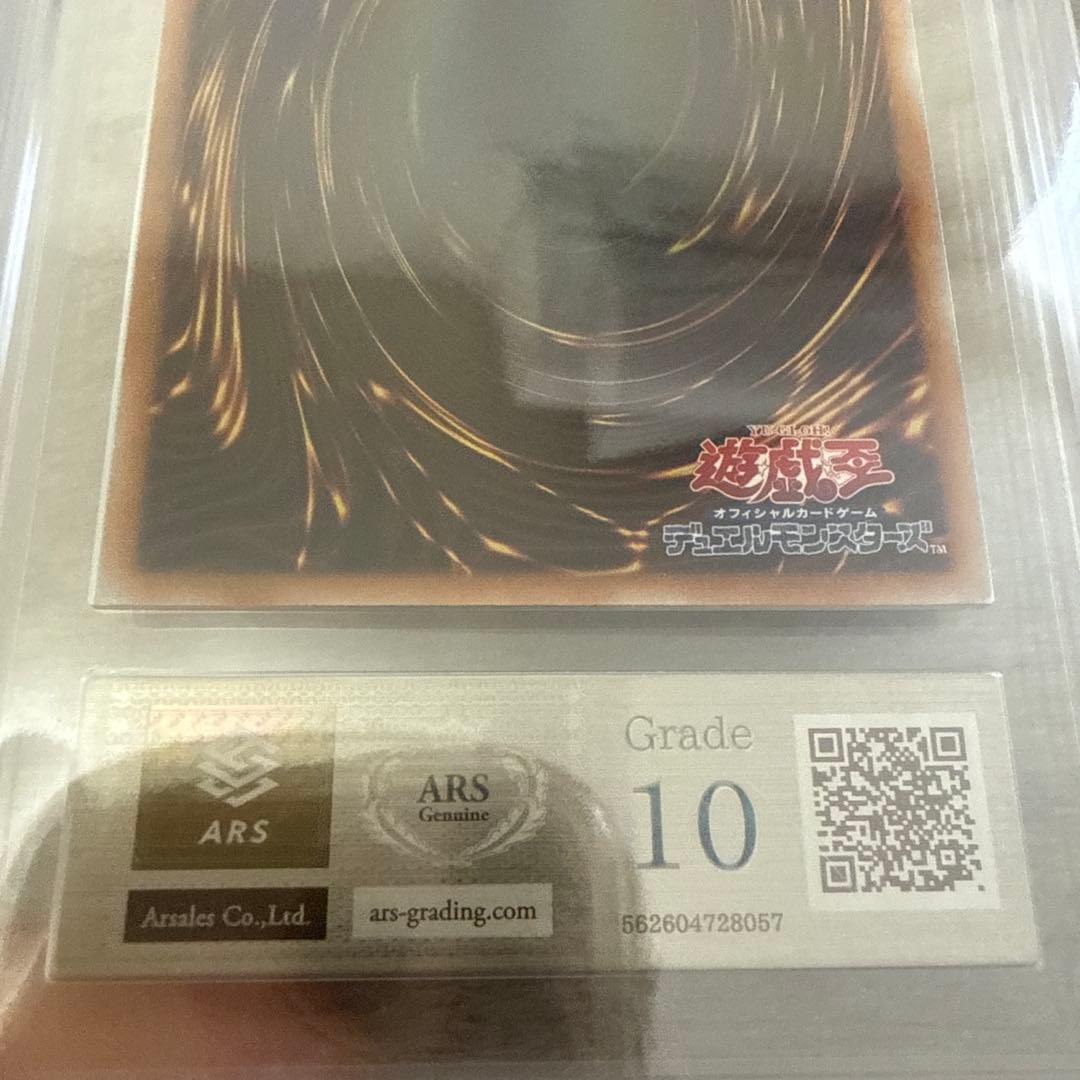 YU-GI-OH!
遊戯王
オフィシャルカードゲーム
デュエルモンスターズ™
ARS
Arsales Co.,Ltd.
ARS
Genuine
ars-grading.com
Grade
10
562604728057